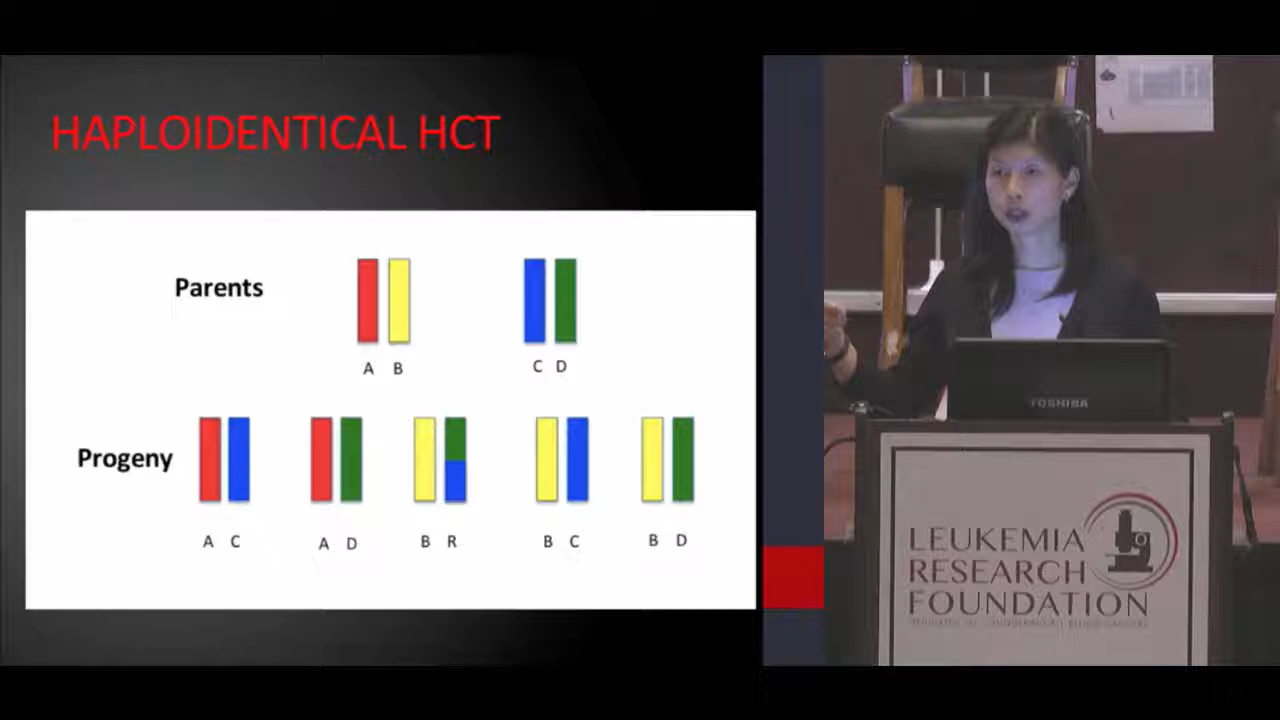 HAPLOIDENTICAL HCT
Parents
A B
C D
Progeny
A C
A D
B R
B C
B D
TOSHIBA
LEUKEMIA
RESEARCH
FOUNDATION